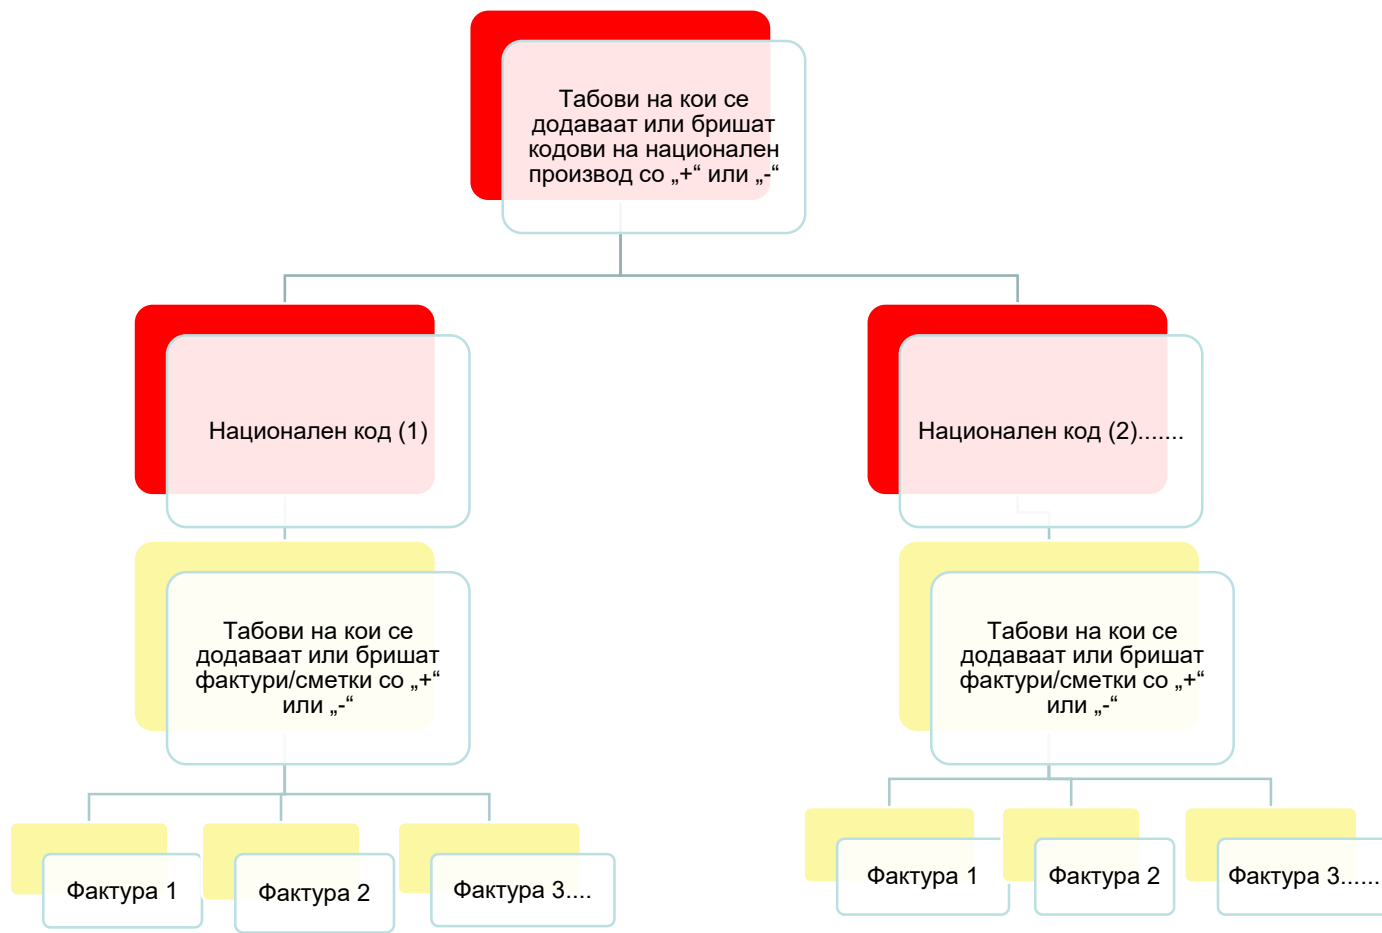 Табови на кои се
додаваат или бришат
кодови на национален
производ со „+“ или „-“
Национален код (1)
Национален код (2).......
Табови на кои се
додаваат или бришат
фактури/сметки со „+“
или „-“
Табови на кои се
додаваат или бришат
фактури/сметки со „+“
или „-“
Фактура 1
Фактура 2
Фактура 3....
Фактура 1
Фактура 2
Фактура 3......